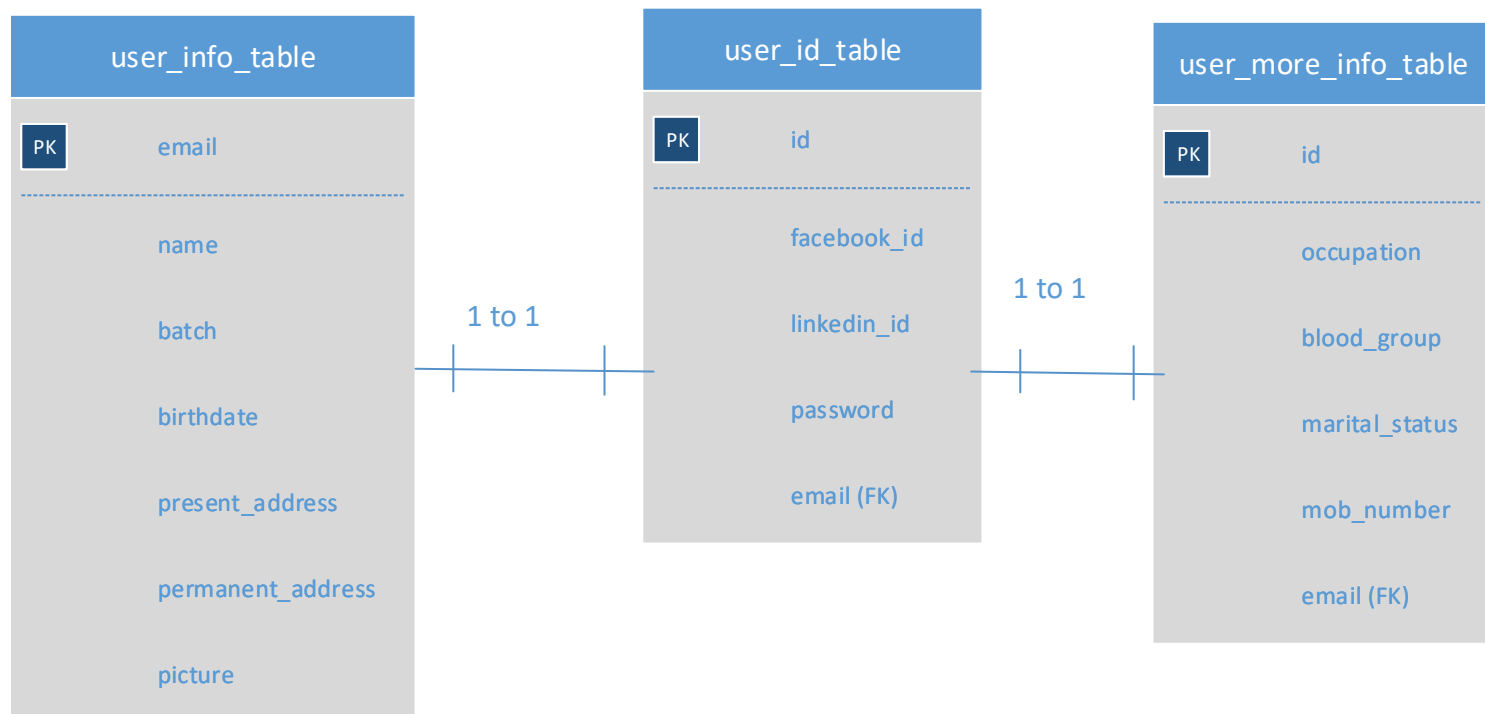 user_info_table
PK
email
name
batch
birthdate
present_address
permanent_address
picture
1 to 1
user_id_table
PK
id
facebook_id
linkedin_id
password
email (FK)
1 to 1
user_more_info_table
PK
id
occupation
blood_group
marital_status
mob_number
email (FK)